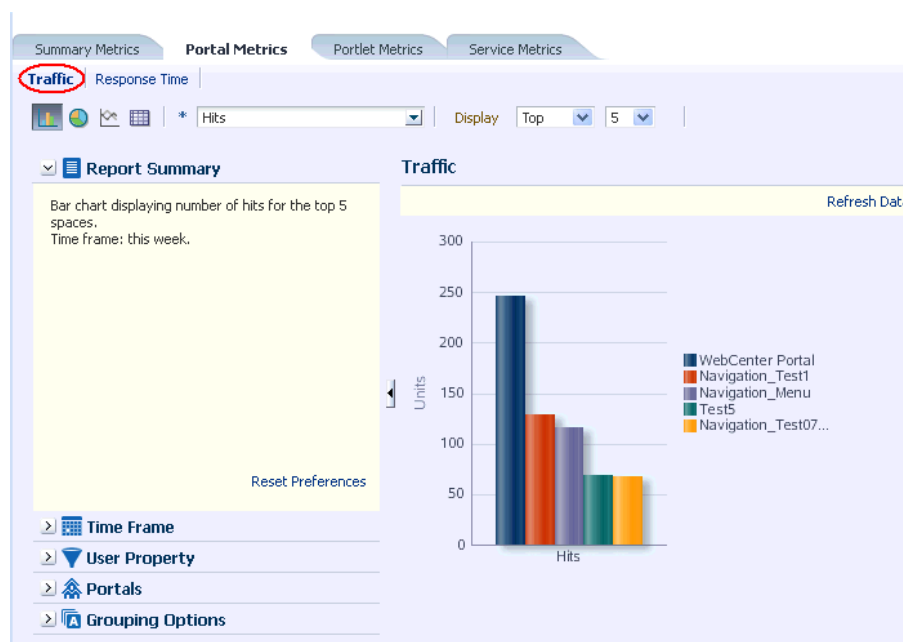 Summary Metrics Portal Metrics Portlet Metrics Service Metrics
Traffic Response Time
* Hits Display Top 5
Report Summary
Bar chart displaying number of hits for the top 5
spaces.
Time frame: this week.
Reset Preferences
Time Frame
User Property
Portals
Grouping Options
Traffic
Refresh Dat
300
250
200
150
100
50
0
Units
Hits
WebCenter Portal
Navigation_Test1
Navigation_Menu
Test5
Navigation_Test07...